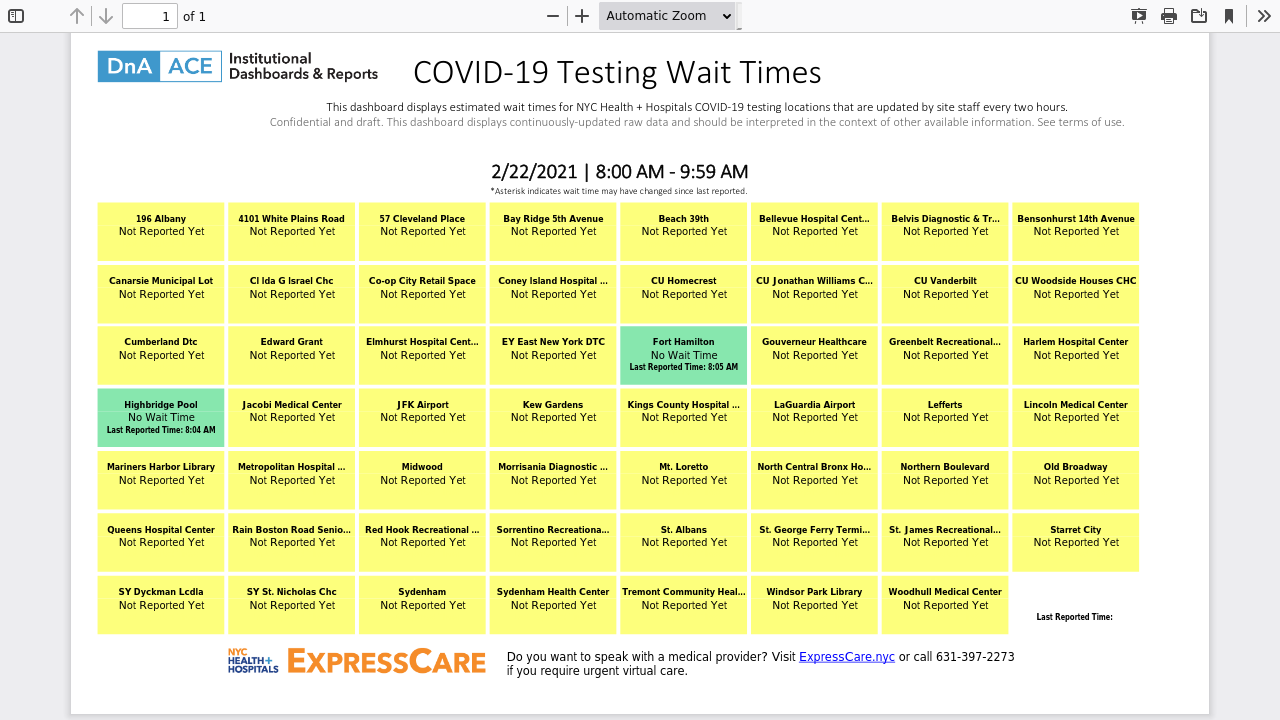 1 of 1 Automatic Zoom
DnA ACE Institutional Dashboards & Reports
COVID-19 Testing Wait Times
This dashboard displays estimated wait times for NYC Health + Hospitals COVID-19 testing locations that are updated by site staff every two hours.
Confidential and draft. This dashboard displays continuously-updated raw data and should be interpreted in the context of other available information. See terms of use.
2/22/2021 | 8:00 AM - 9:59 AM
*Asterisk indicates wait time may have changed since last reported.
196 Albany
Not Reported Yet
4101 White Plains Road
Not Reported Yet
57 Cleveland Place
Not Reported Yet
Bay Ridge 5th Avenue
Not Reported Yet
Beach 39th
Not Reported Yet
Bellevue Hospital Cent...
Not Reported Yet
Belvis Diagnostic & Tr...
Not Reported Yet
Bensonhurst 14th Avenue
Not Reported Yet
Canarsie Municipal Lot
Not Reported Yet
CI Ida G Israel Chc
Not Reported Yet
Co-op City Retail Space
Not Reported Yet
Coney Island Hospital ...
Not Reported Yet
CU Homecrest
Not Reported Yet
CU Jonathan Williams C...
Not Reported Yet
CU Vanderbilt
Not Reported Yet
CU Woodside Houses CHC
Not Reported Yet
Cumberland Dtc
Not Reported Yet
Edward Grant
Not Reported Yet
Elmhurst Hospital Cent...
Not Reported Yet
EY East New York DTC
Not Reported Yet
Fort Hamilton
No Wait Time
Last Reported Time: 8:05 AM
Gouverneur Healthcare
Not Reported Yet
Greenbelt Recreational...
Not Reported Yet
Harlem Hospital Center
Not Reported Yet
Highbridge Pool
No Wait Time
Last Reported Time: 8:04 AM
Jacobi Medical Center
Not Reported Yet
JFK Airport
Not Reported Yet
Kew Gardens
Not Reported Yet
Kings County Hospital ...
Not Reported Yet
LaGuardia Airport
Not Reported Yet
Lefferts
Not Reported Yet
Lincoln Medical Center
Not Reported Yet
Mariners Harbor Library
Not Reported Yet
Metropolitan Hospital ...
Not Reported Yet
Midwood
Not Reported Yet
Morrisania Diagnostic ...
Not Reported Yet
Mt. Loretto
Not Reported Yet
North Central Bronx Ho...
Not Reported Yet
Northern Boulevard
Not Reported Yet
Old Broadway
Not Reported Yet
Queens Hospital Center
Not Reported Yet
Rain Boston Road Senio...
Not Reported Yet
Red Hook Recreational ...
Not Reported Yet
Sorrentino Recreationa...
Not Reported Yet
St. Albans
Not Reported Yet
St. George Ferry Termi...
Not Reported Yet
St. James Recreational...
Not Reported Yet
Starret City
Not Reported Yet
SY Dyckman Lcdla
Not Reported Yet
SY St. Nicholas Chc
Not Reported Yet
Sydenham
Not Reported Yet
Sydenham Health Center
Not Reported Yet
Tremont Community Heal...
Not Reported Yet
Windsor Park Library
Not Reported Yet
Woodhull Medical Center
Not Reported Yet
Last Reported Time:
NYC
HEALTH+
HOSPITALS
EXPRESSCARE
Do you want to speak with a medical provider? Visit ExpressCare.nyc or call 631-397-2273
if you require urgent virtual care.